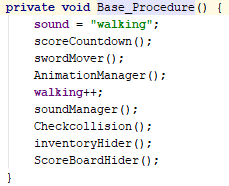 private void Base_Procedure() {
sound = "walking";
scoreCountdown();
swordMover();
AnimationManager();
walking++;
soundManager();
Checkcollision();
inventoryHider();
ScoreBoardHider();
}